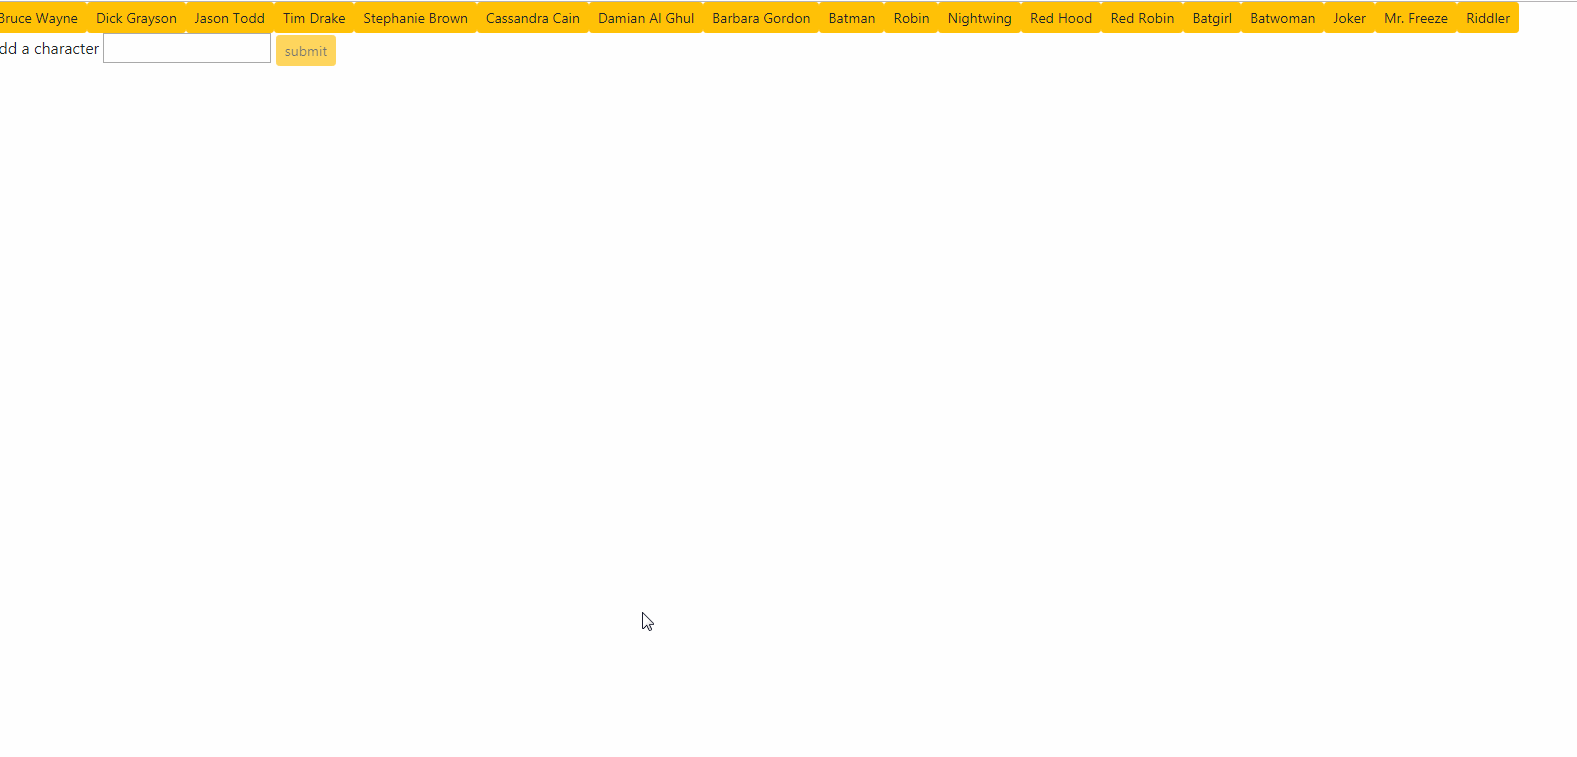 Bruce Wayne Dick Grayson Jason Todd Tim Drake Stephanie Brown Cassandra Cain Damian Al Ghul Barbara Gordon Batman Robin Nightwing Red Hood Red Robin Batgirl Batwoman Joker Mr. Freeze Riddler
dd a character submit